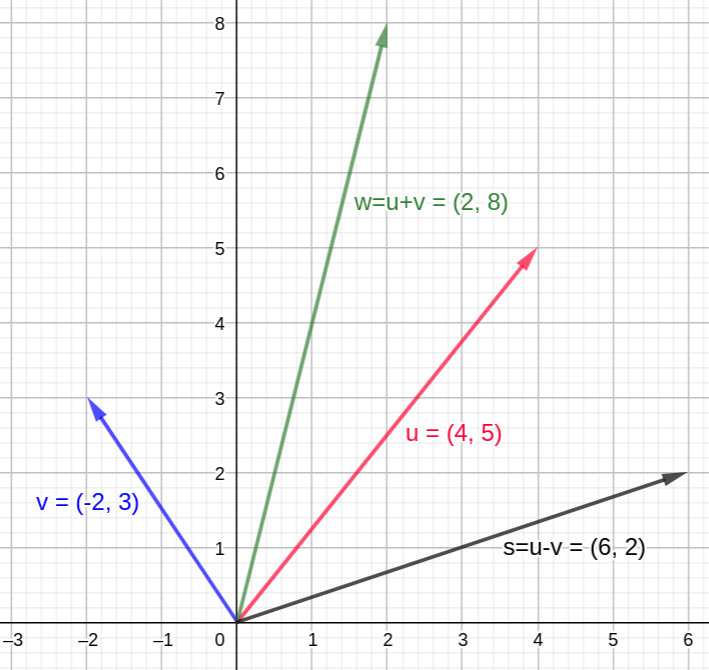 8
7
6
w=u+v = (2, 8)
5
4
3
u = (4, 5)
2
v = (-2, 3)
s=u-v = (6, 2)
1
–3 –2 –1 0 1 2 3 4 5 6